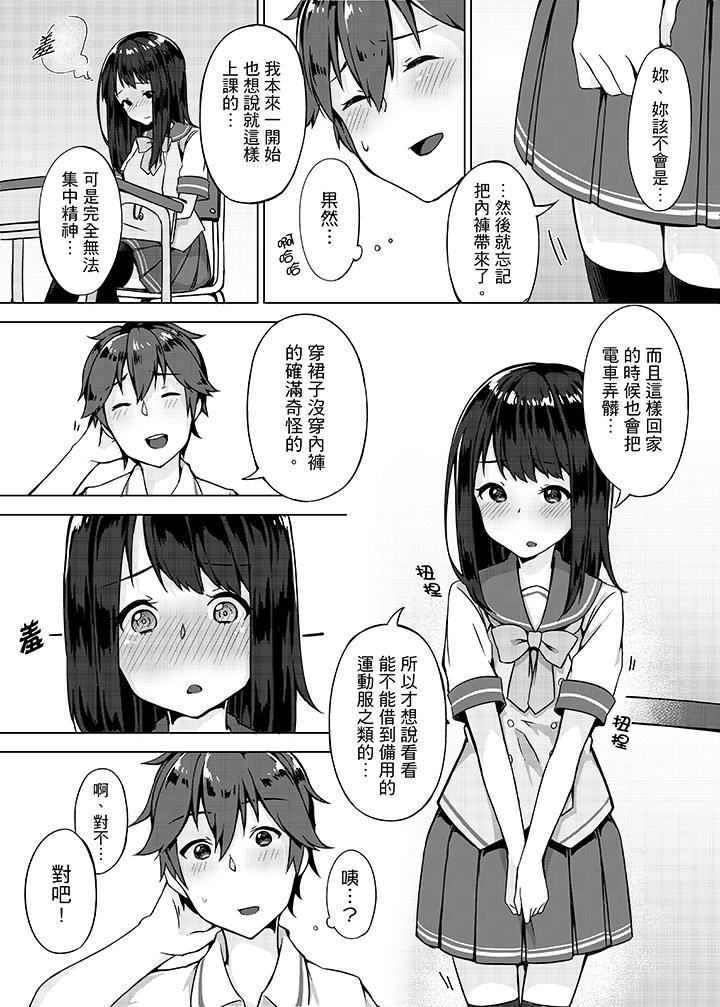 妳、妳該不會是…
…然後就忘記
把內褲帶來了。
果然…
啊
哈哈
我本來一開始
也想說就這樣
上課的…
可是完全無法
集中精神…
羞
而且這樣回家
的時候也會把
電車弄髒…
扭捏
扭捏
所以才想說看看
能不能借到備用的
運動服之類的…
穿裙子沒穿內褲
的確滿奇怪的。
羞
咦…?
啊、對不…
對吧!